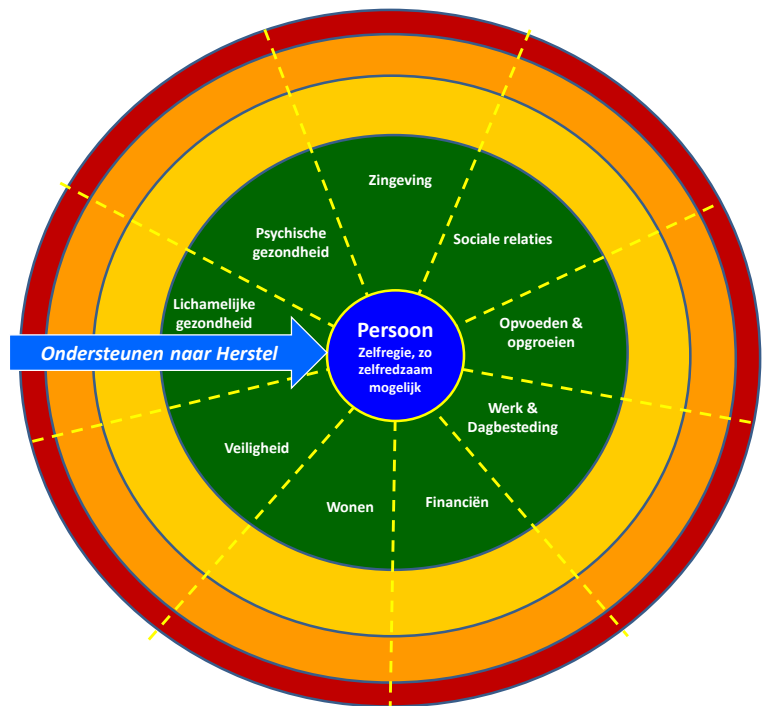 Zingeving
Psychische
gezondheid
Sociale relaties
Lichamelijke
gezondheid
Opvoeden &
opgroeien
Persoon
Zelfregie, zo
zelfredzaam
mogelijk
Ondersteunen naar Herstel
Werk &
Dagbesteding
Veiligheid
Wonen
Financiën